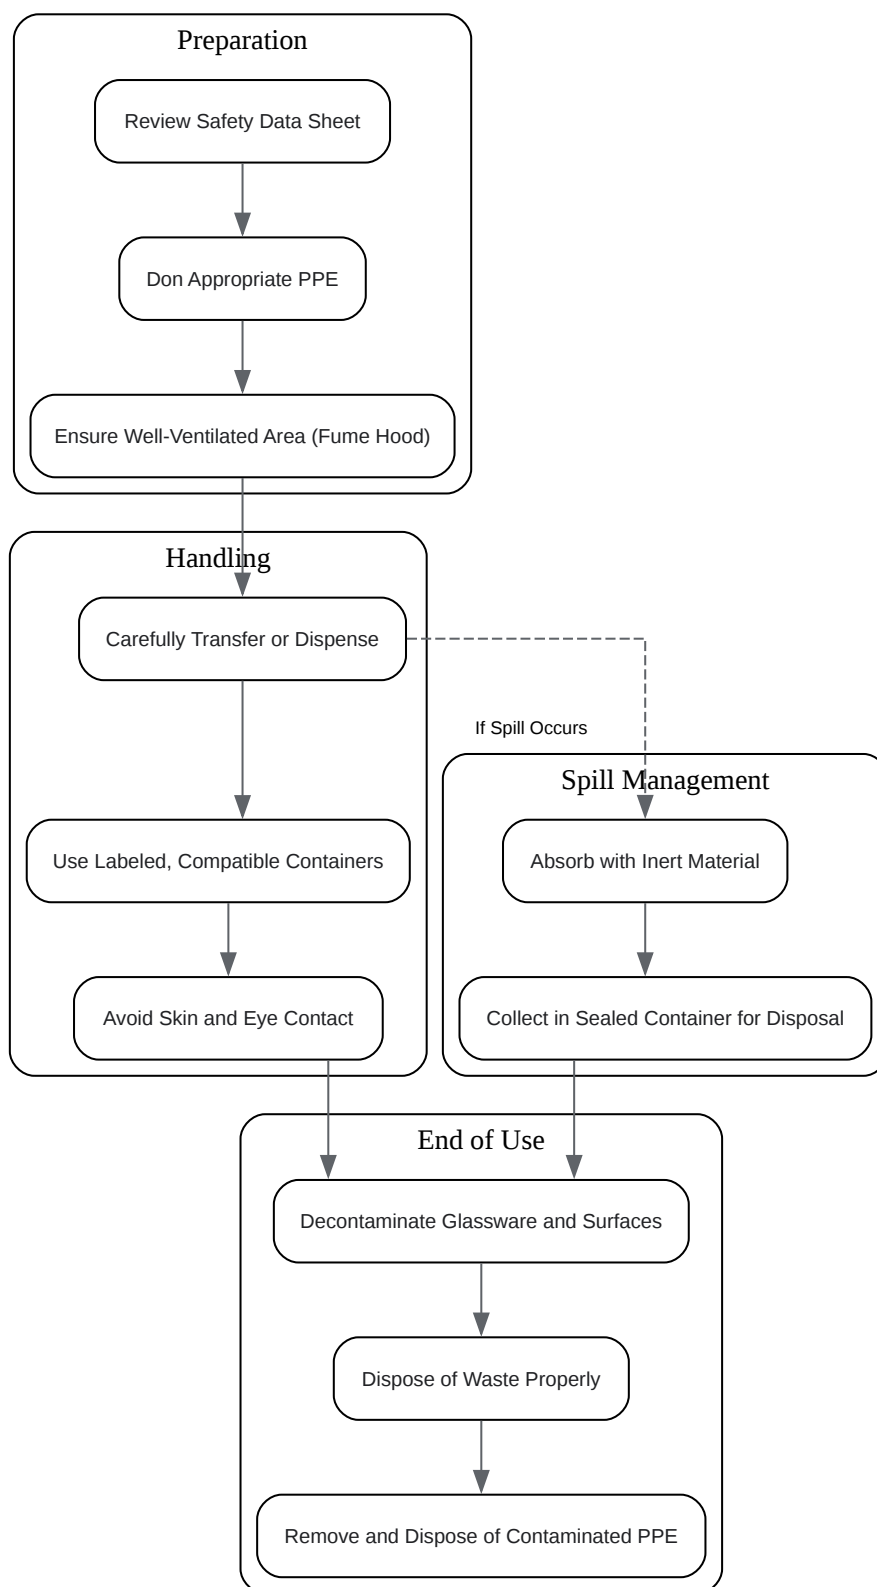 Preparation
Review Safety Data Sheet
Don Appropriate PPE
Ensure Well-Ventilated Area (Fume Hood)
Handling
Carefully Transfer or Dispense
If Spill Occurs
Spill Management
Use Labeled, Compatible Containers
Absorb with Inert Material
Avoid Skin and Eye Contact
Collect in Sealed Container for Disposal
End of Use
Decontaminate Glassware and Surfaces
Dispose of Waste Properly
Remove and Dispose of Contaminated PPE